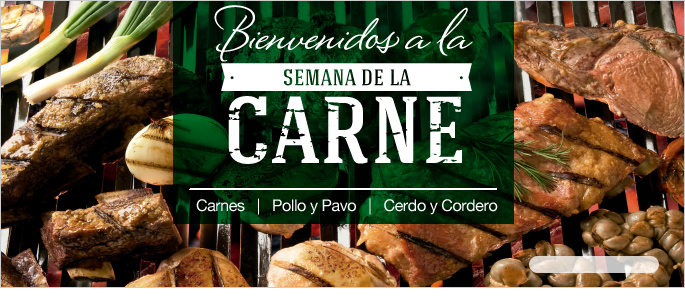 Bienvenidos a la
SEMANA DE LA
CARNE
Carnes | Pollo y Pavo | Cerdo y Cordero